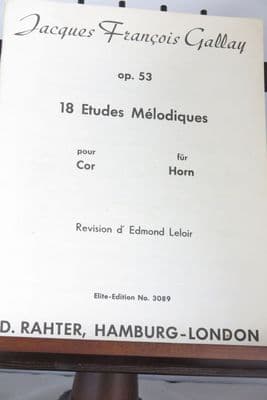 Jacques François Gallay
op. 53
18 Etudes Mélodiques
pour für
Cor Horn
Revision d' Edmond Leloir
Elite-Edition No. 3089
D. RAHTER, HAMBURG-LONDON